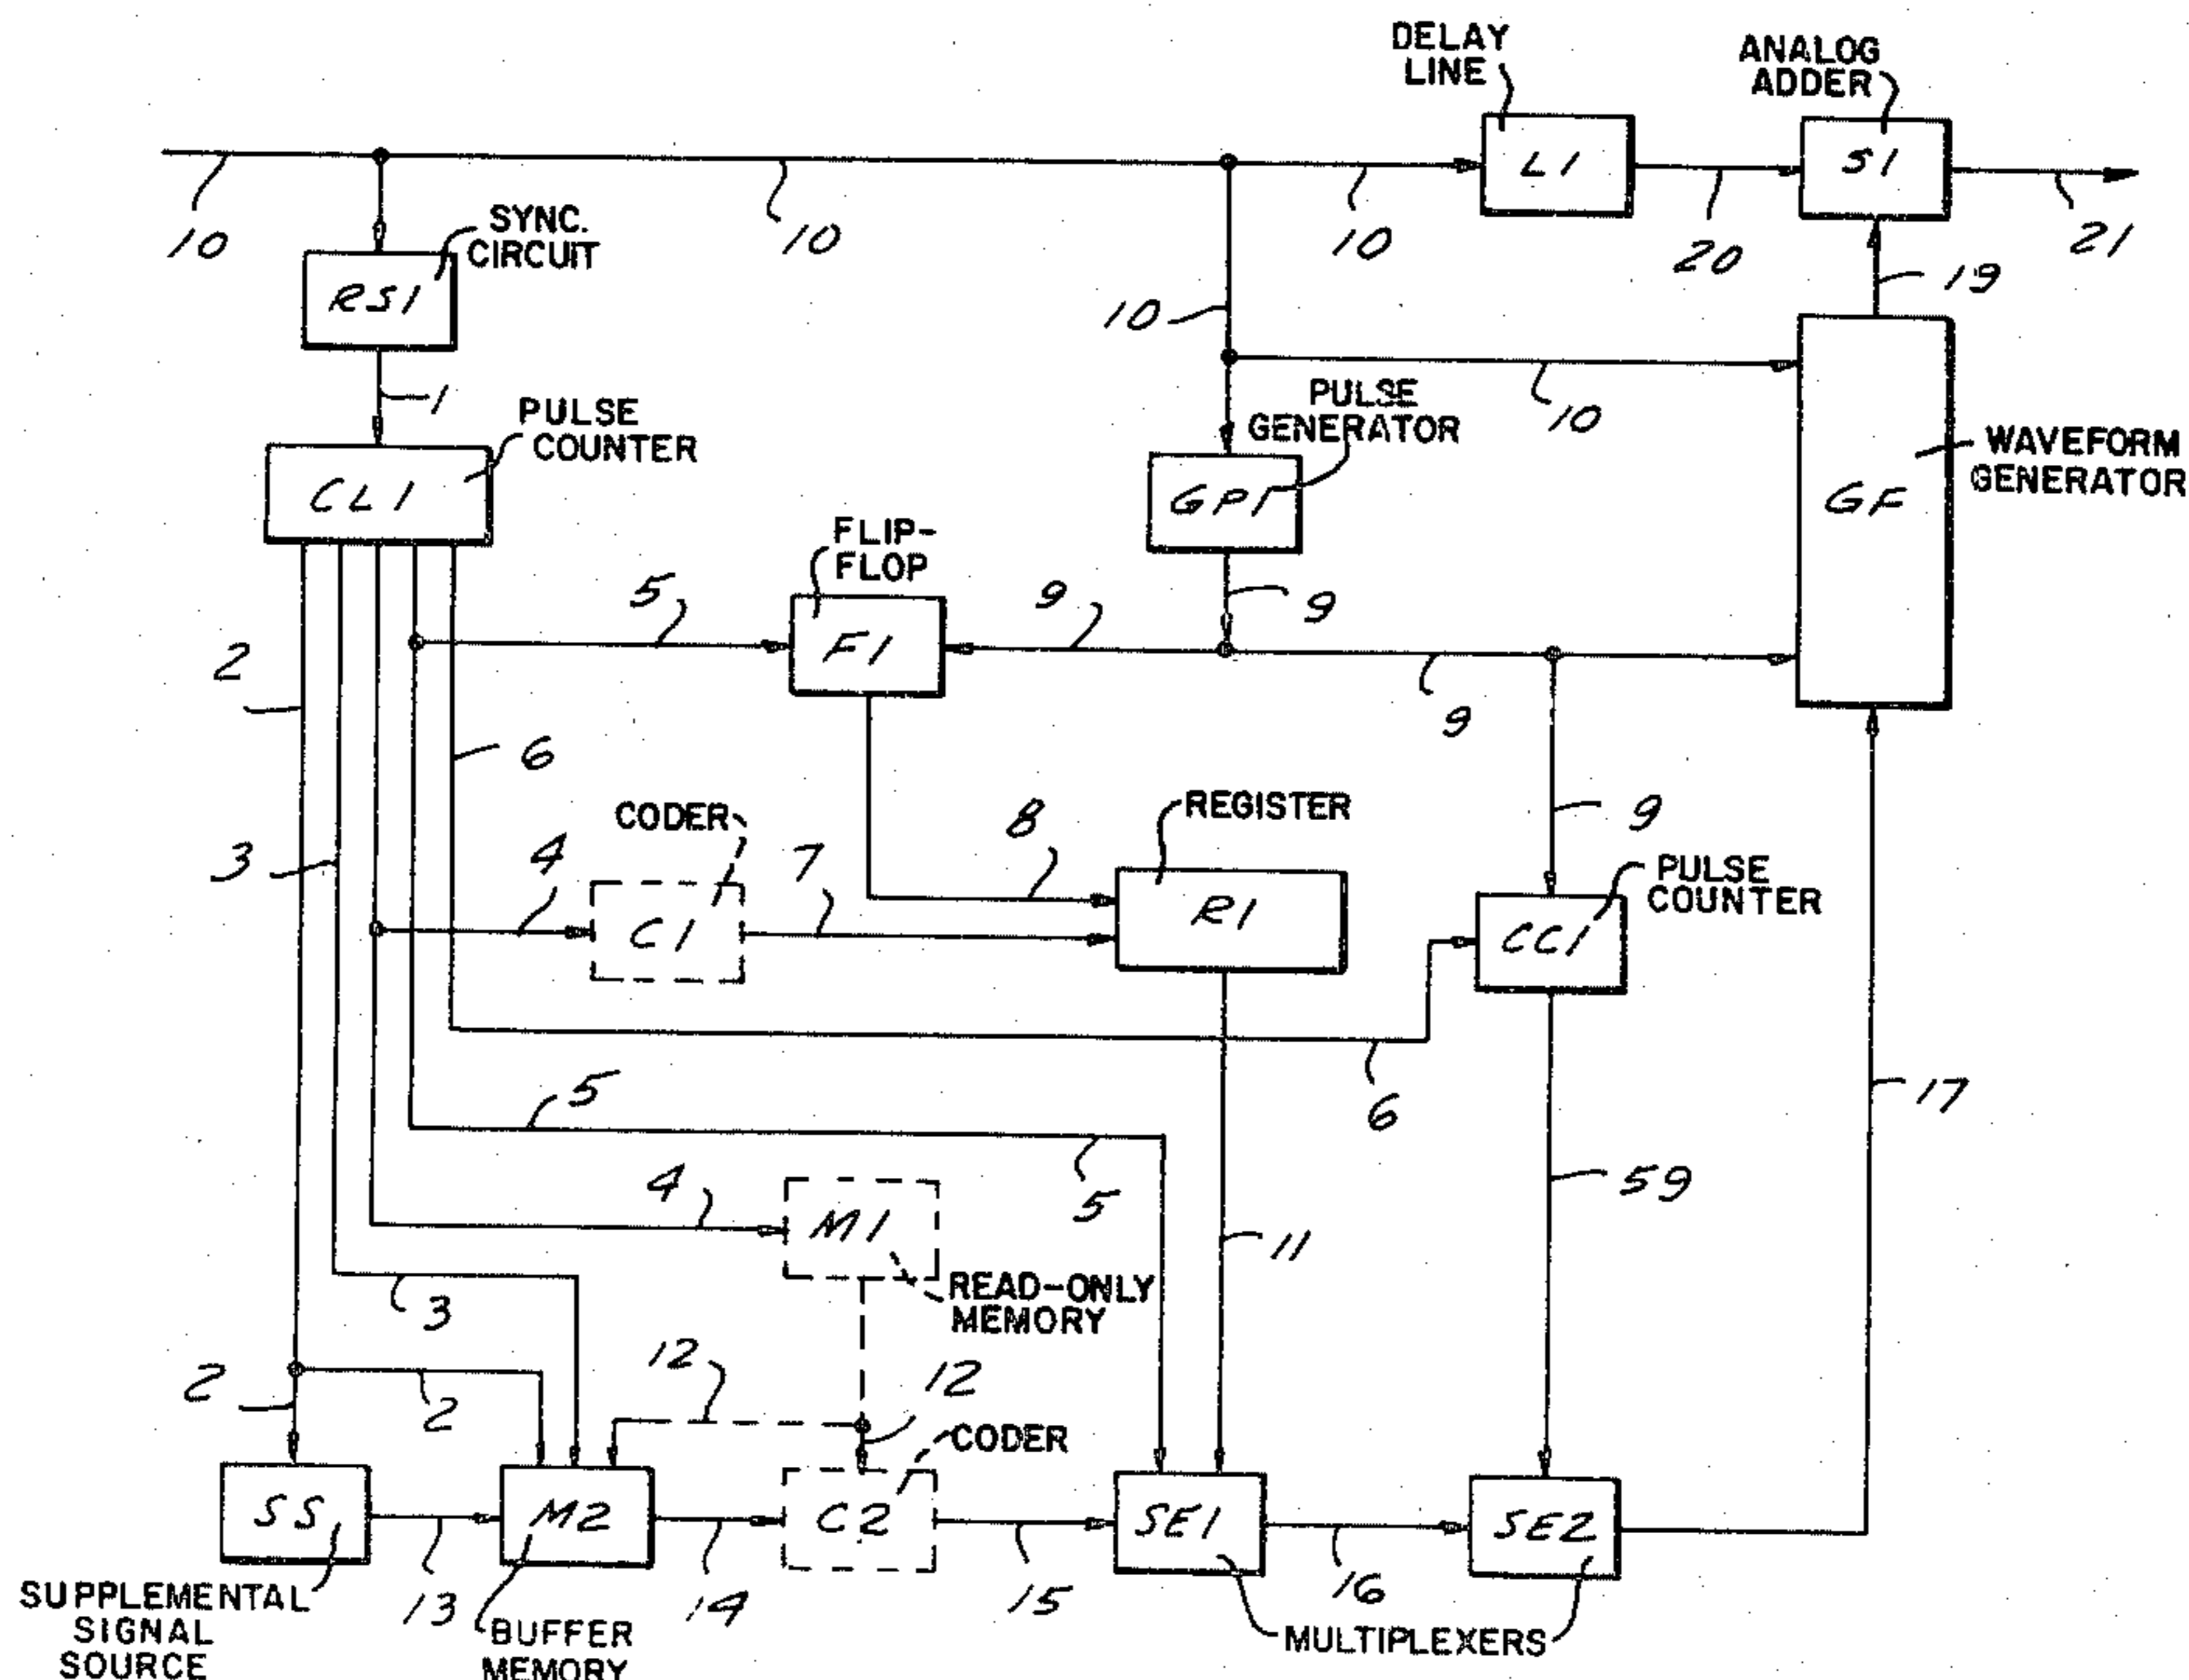 DELAY
LINE
ANALOG
ADDER
L1
S1
10
10
10
20
21
SYNC.
CIRCUIT
RS1
19
10
1
PULSE
COUNTER
PULSE
GENERATOR
10
WAVEFORM
GENERATOR
CL1
GP1
GF
FLIP-
FLOP
5
9
9
F1
2
9
6
CODER
8
REGISTER
9
3
4
7
PULSE
COUNTER
C1
R1
CC1
5
6
17
4
5
59
M1
11
READ-ONLY
MEMORY
3
12
12
2
2
CODER
SS
M2
C2
SE1
SE2
13
14
15
16
SUPPLEMENTAL
SIGNAL
SOURCE
BUFFER
MEMORY
MULTIPLEXERS